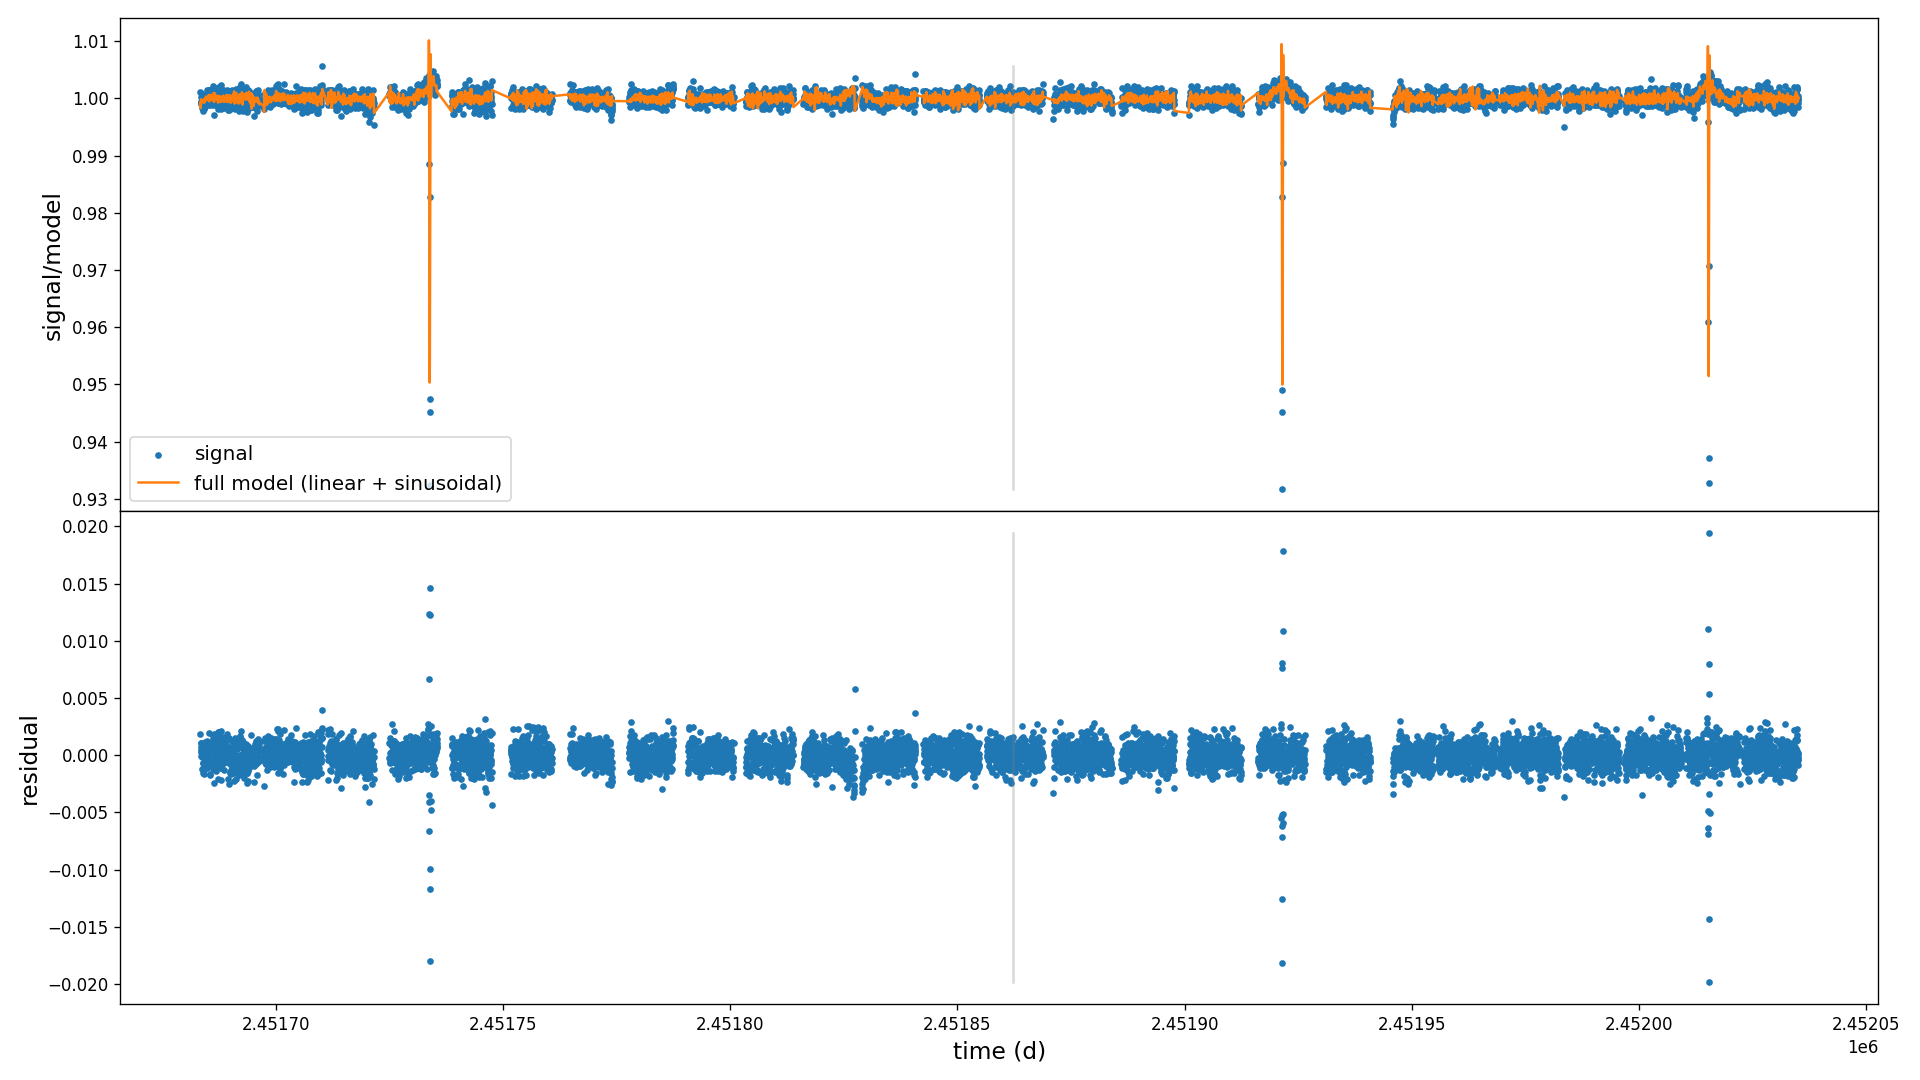 1.01
1.00
0.99
0.98
0.97
0.96
0.95
0.94
0.93
signal/model
signal
full model (linear + sinusoidal)
0.020
0.015
0.010
0.005
0.000
−0.005
−0.010
−0.015
−0.020
residual
2.45170 2.45175 2.45180 2.45185 2.45190 2.45195 2.45200 2.45205
1e6
time (d)